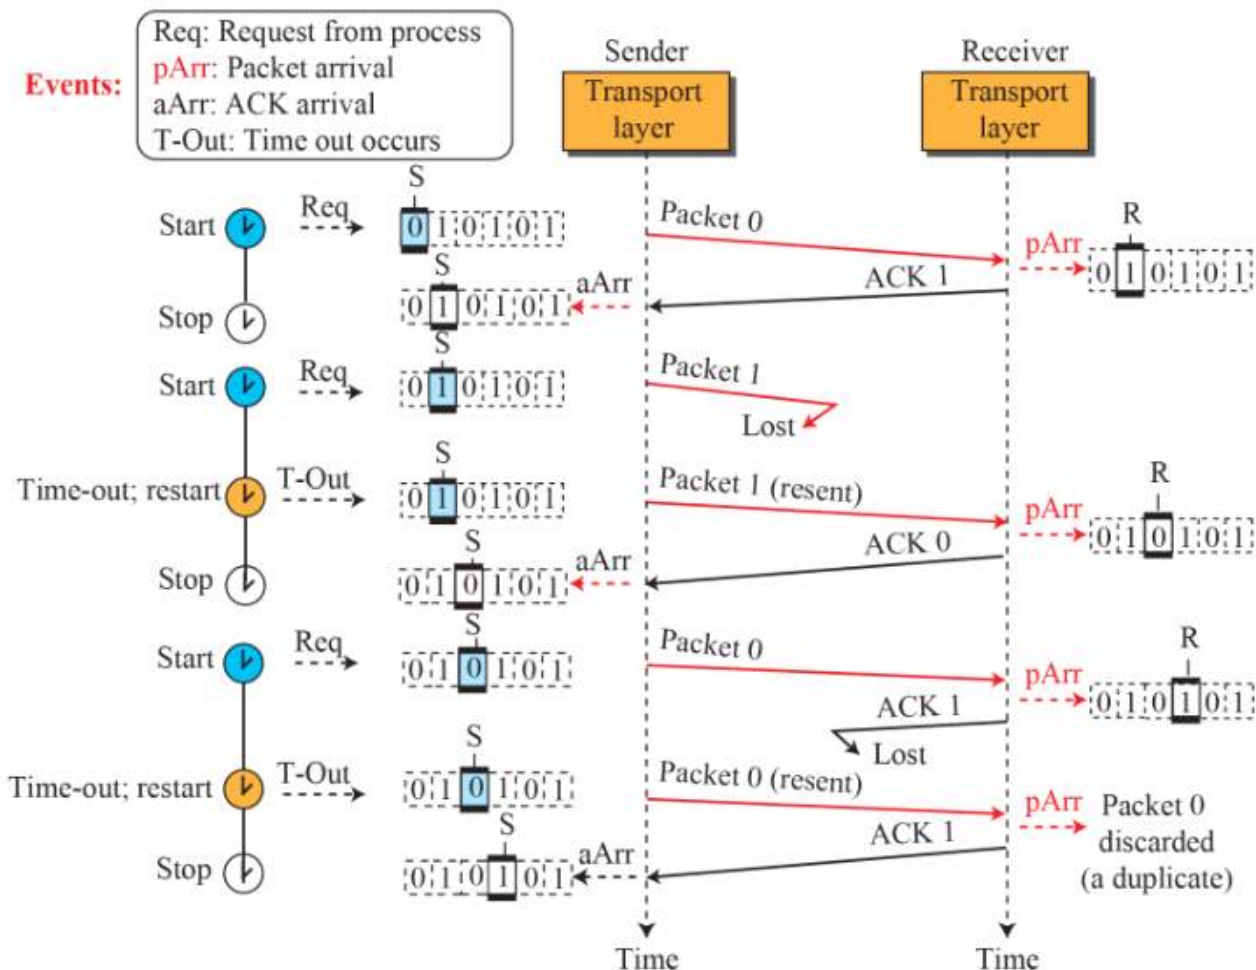 Events:
Req: Request from process
pArr: Packet arrival
aArr: ACK arrival
T-Out: Time out occurs
Sender
Transport
layer
Receiver
Transport
layer
Start
Req
S
0 1 0 1 0 1
Packet 0
pArr
R
0 1 0 1 0 1
Stop
S
0 1 0 1 0 1
aArr
ACK 1
Start
Req
S
0 1 0 1 0 1
Packet 1
Lost
Time-out; restart
T-Out
S
0 1 0 1 0 1
Packet 1 (resent)
pArr
R
0 1 0 1 0 1
Stop
S
0 1 0 1 0 1
aArr
ACK 0
Start
Req
S
0 1 0 1 0 1
Packet 0
pArr
R
0 1 0 1 0 1
ACK 1
Lost
Time-out; restart
T-Out
S
0 1 0 1 0 1
Packet 0 (resent)
pArr
Packet 0
discarded
(a duplicate)
Stop
S
0 1 0 1 0 1
aArr
ACK 1
Time
Time